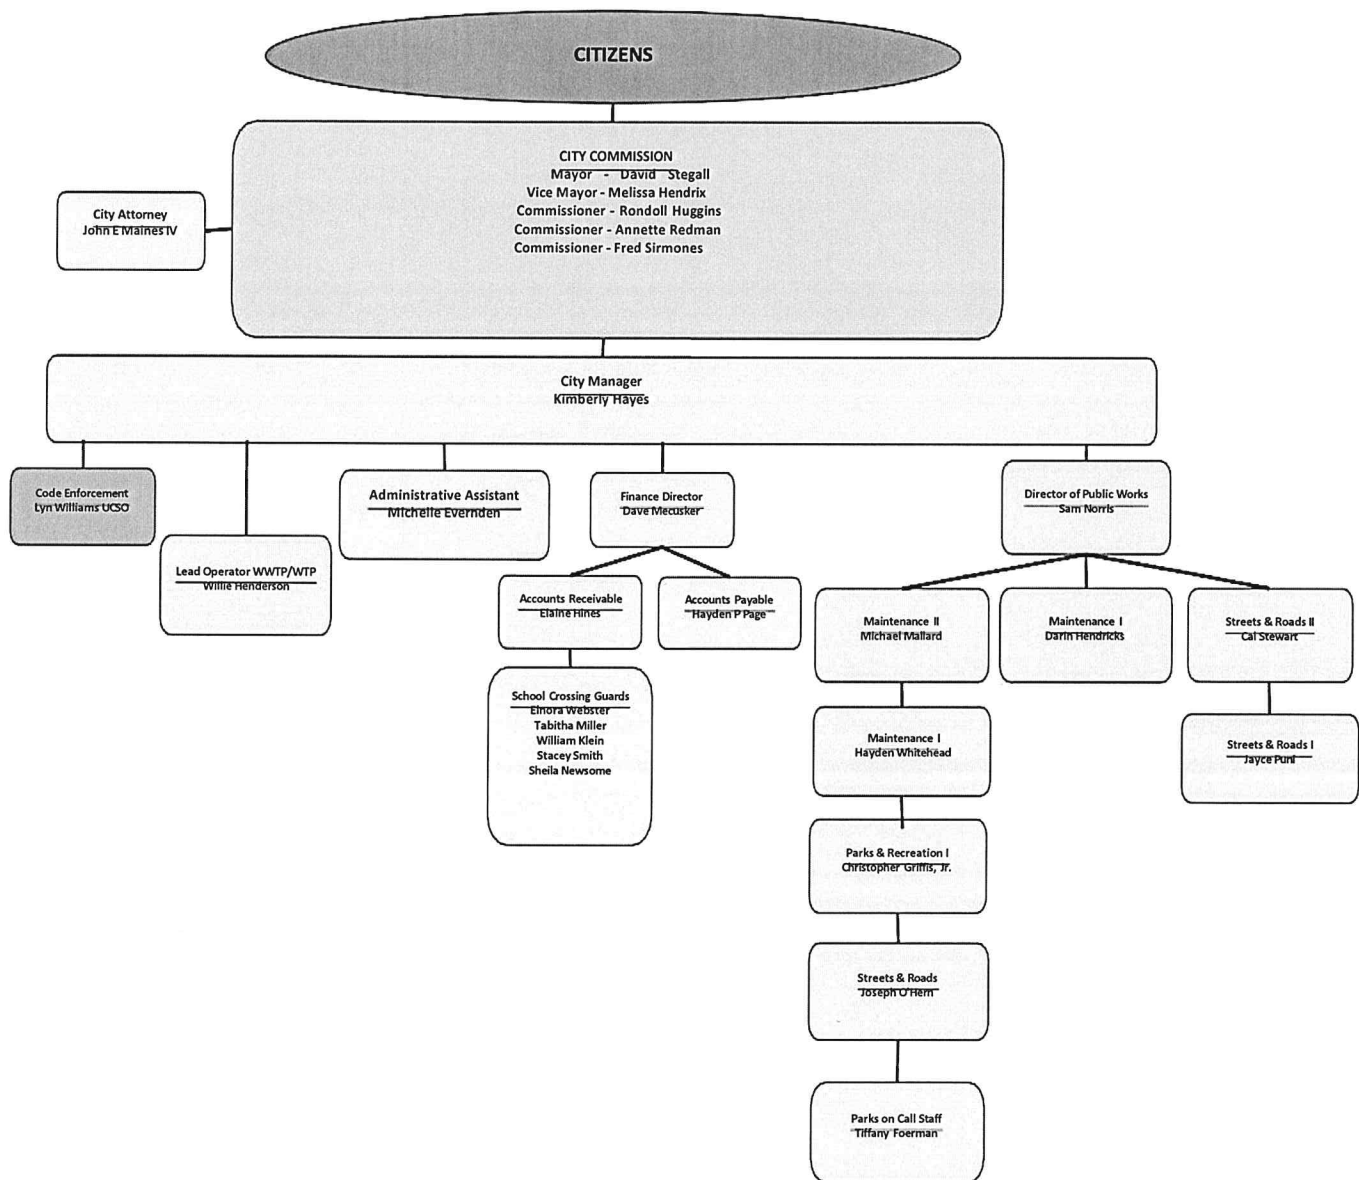 CITIZENS
CITY COMMISSION
Mayor - David Stegall
Vice Mayor - Melissa Hendrix
Commissioner - Rondoll Huggins
Commissioner - Annette Redman
Commissioner - Fred Sirmones
City Attorney
John E Maines IV
City Manager
Kimberly Hayes
Code Enforcement
Lyn Williams UCSO
Lead Operator WWTP/WTP
Willie Henderson
Administrative Assistant
Michelle Evernden
Finance Director
Dave Mecusker
Director of Public Works
Sam Norris
Accounts Receivable
Elaine Hines
Accounts Payable
Hayden P Page
School Crossing Guards
Elnora Webster
Tabitha Miller
William Klein
Stacey Smith
Sheila Newsome
Maintenance II
Michael Mallard
Maintenance I
Darin Hendricks
Streets & Roads II
Cal Stewart
Maintenance I
Hayden Whitehead
Streets & Roads I
Jayce Punl
Parks & Recreation I
Christopher Griffis, Jr.
Streets & Roads
Joseph O'Hern
Parks on Call Staff
Tiffany Foerman